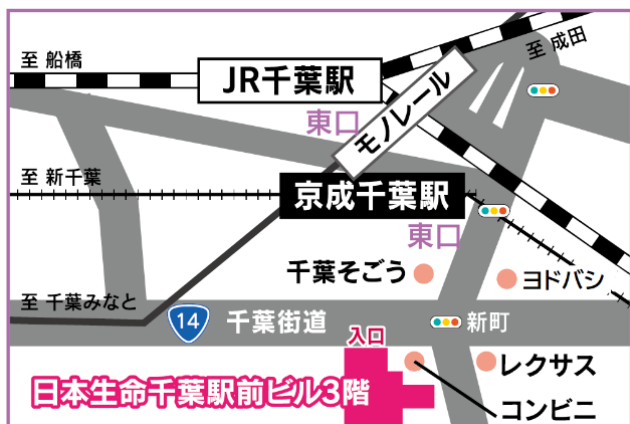 至 船橋
JR千葉駅
至 成田
東口
モノレール
至 新千葉
京成千葉駅
東口
千葉そごう
ヨドバシ
至 千葉みなと
14
千葉街道
新町
入口
日本生命千葉駅前ビル3階
レクサス
コンビニ